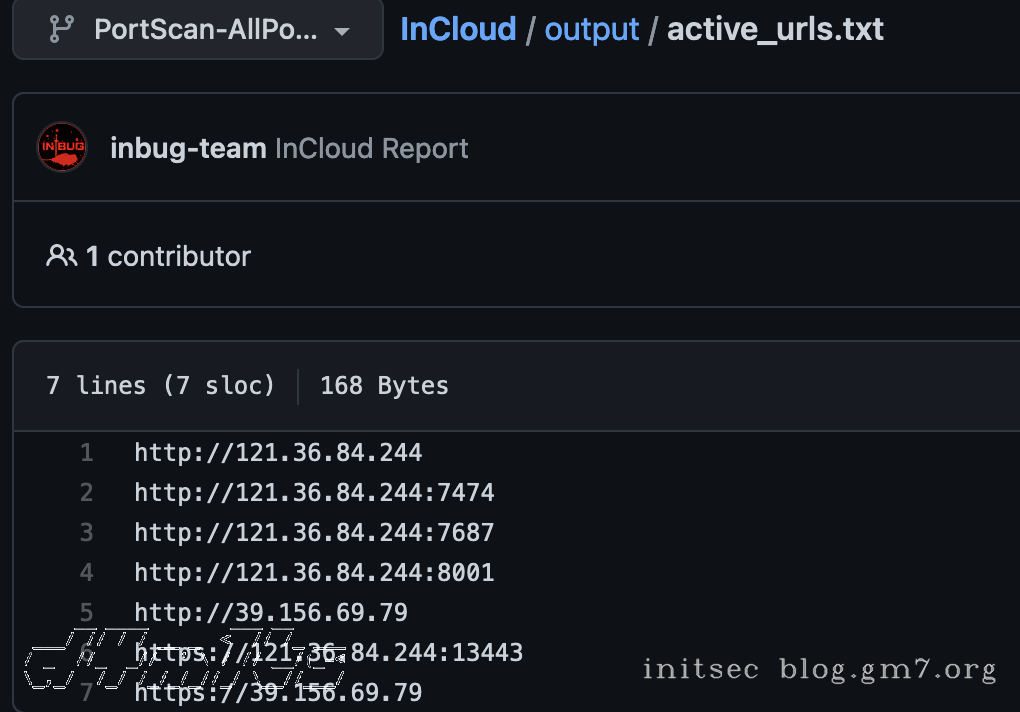 PortScan-AllPo...
InCloud / output / active_urls.txt
INBUG
inbug-team InCloud Report
1 contributor
7 lines (7 sloc) 168 Bytes
1 http://121.36.84.244
2 http://121.36.84.244:7474
3 http://121.36.84.244:7687
4 http://121.36.84.244:8001
5 http://39.156.69.79
6 https://121.36.84.244:13443
7 https://39.156.69.79
initsec blog.gm7.org